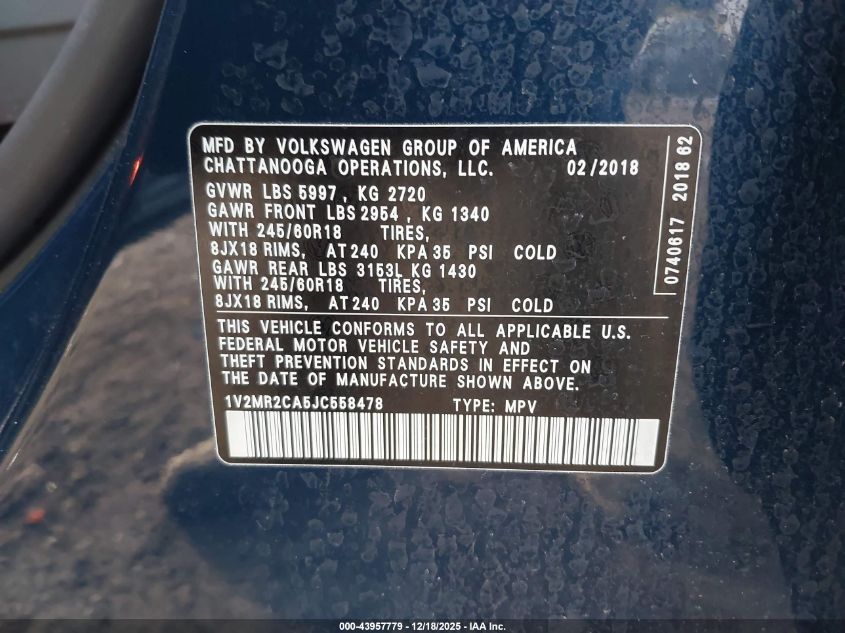 MFD BY VOLKSWAGEN GROUP OF AMERICA
CHATTANOOGA OPERATIONS, LLC. 02/2018
GVWR LBS 5997, KG 2720
GAWR FRONT LBS 2954, KG 1340
WITH 245/60R18 TIRES,
8JX18 RIMS, AT 240 KPA 35 PSI COLD
GAWR REAR LBS 3153L KG 1430
WITH 245/60R18 TIRES,
8JX18 RIMS, AT 240 KPA 35 PSI COLD
0740617 2018 62
THIS VEHICLE CONFORMS TO ALL APPLICABLE U.S.
FEDERAL MOTOR VEHICLE SAFETY AND
THEFT PREVENTION STANDARDS IN EFFECT ON
THE DATE OF MANUFACTURE SHOWN ABOVE.
1V2MR2CA5JC558478 TYPE: MPV
000-43957779 - 12/18/2025 - IAA Inc.